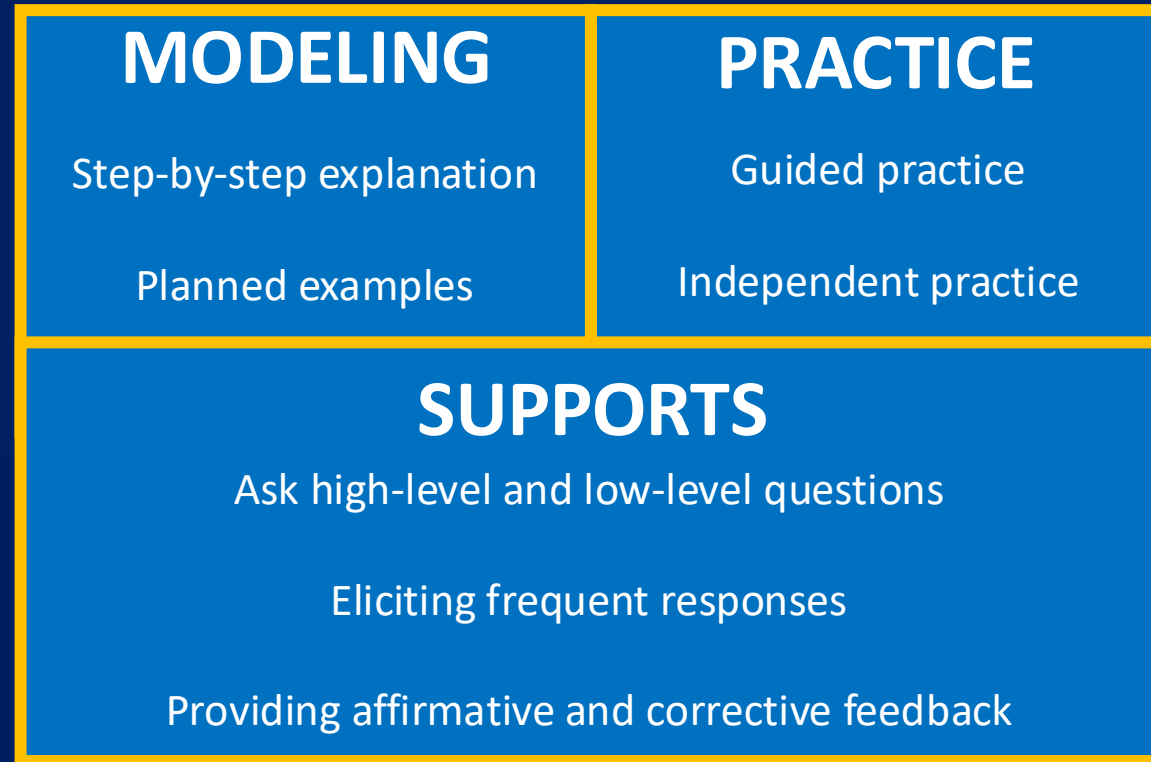 MODELING
Step-by-step explanation
Planned examples
PRACTICE
Guided practice
Independent practice
SUPPORTS
Ask high-level and low-level questions
Eliciting frequent responses
Providing affirmative and corrective feedback